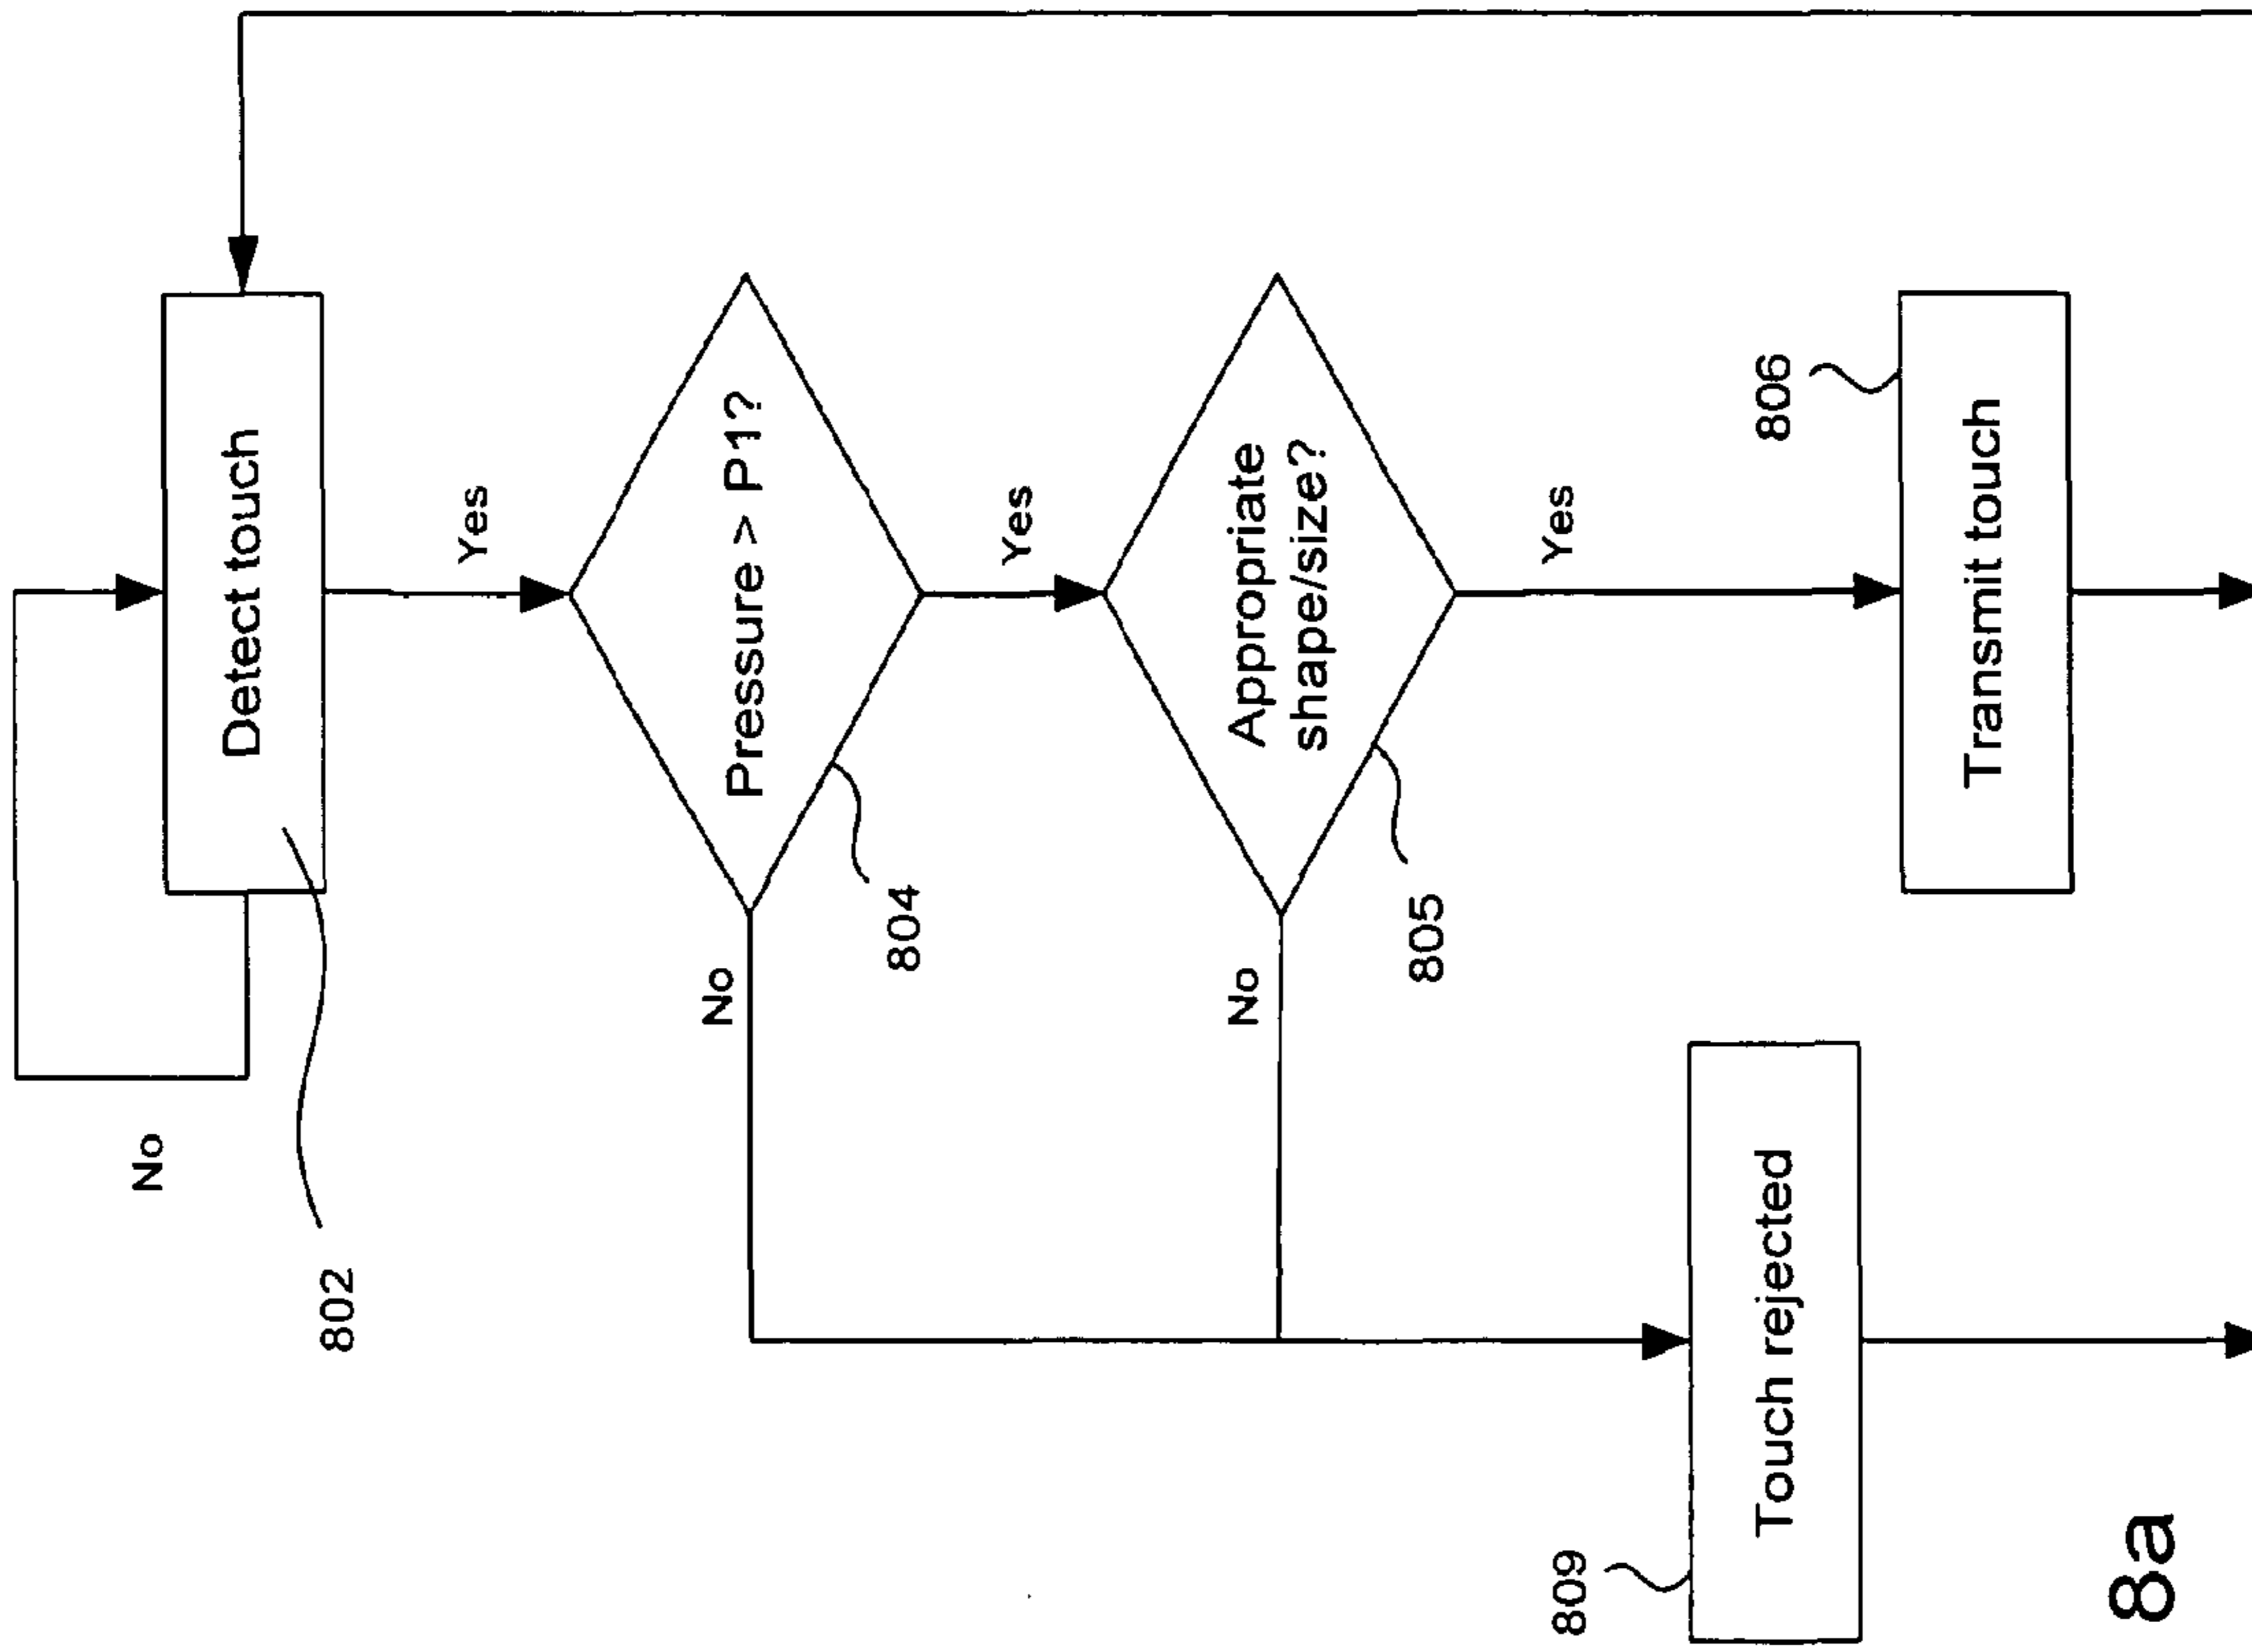 No
Detect touch
802
Yes
Pressure > P1?
No
804
Yes
Appropriate
shape/size?
No
805
Yes
809
Touch rejected
806
Transmit touch
8a